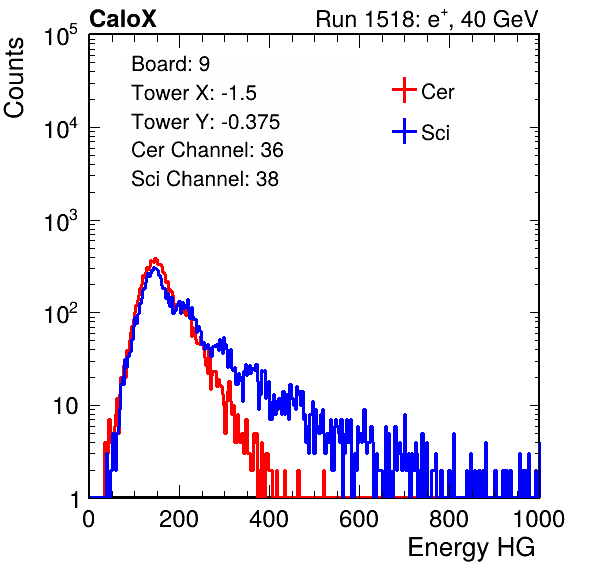 CaloX Run 1518: e⁺, 40 GeV
Counts
Board: 9
Tower X: -1.5
Tower Y: -0.375
Cer Channel: 36
Sci Channel: 38
Cer
Sci
10⁵
10⁴
10³
10²
10
1
0 200 400 600 800 1000
Energy HG